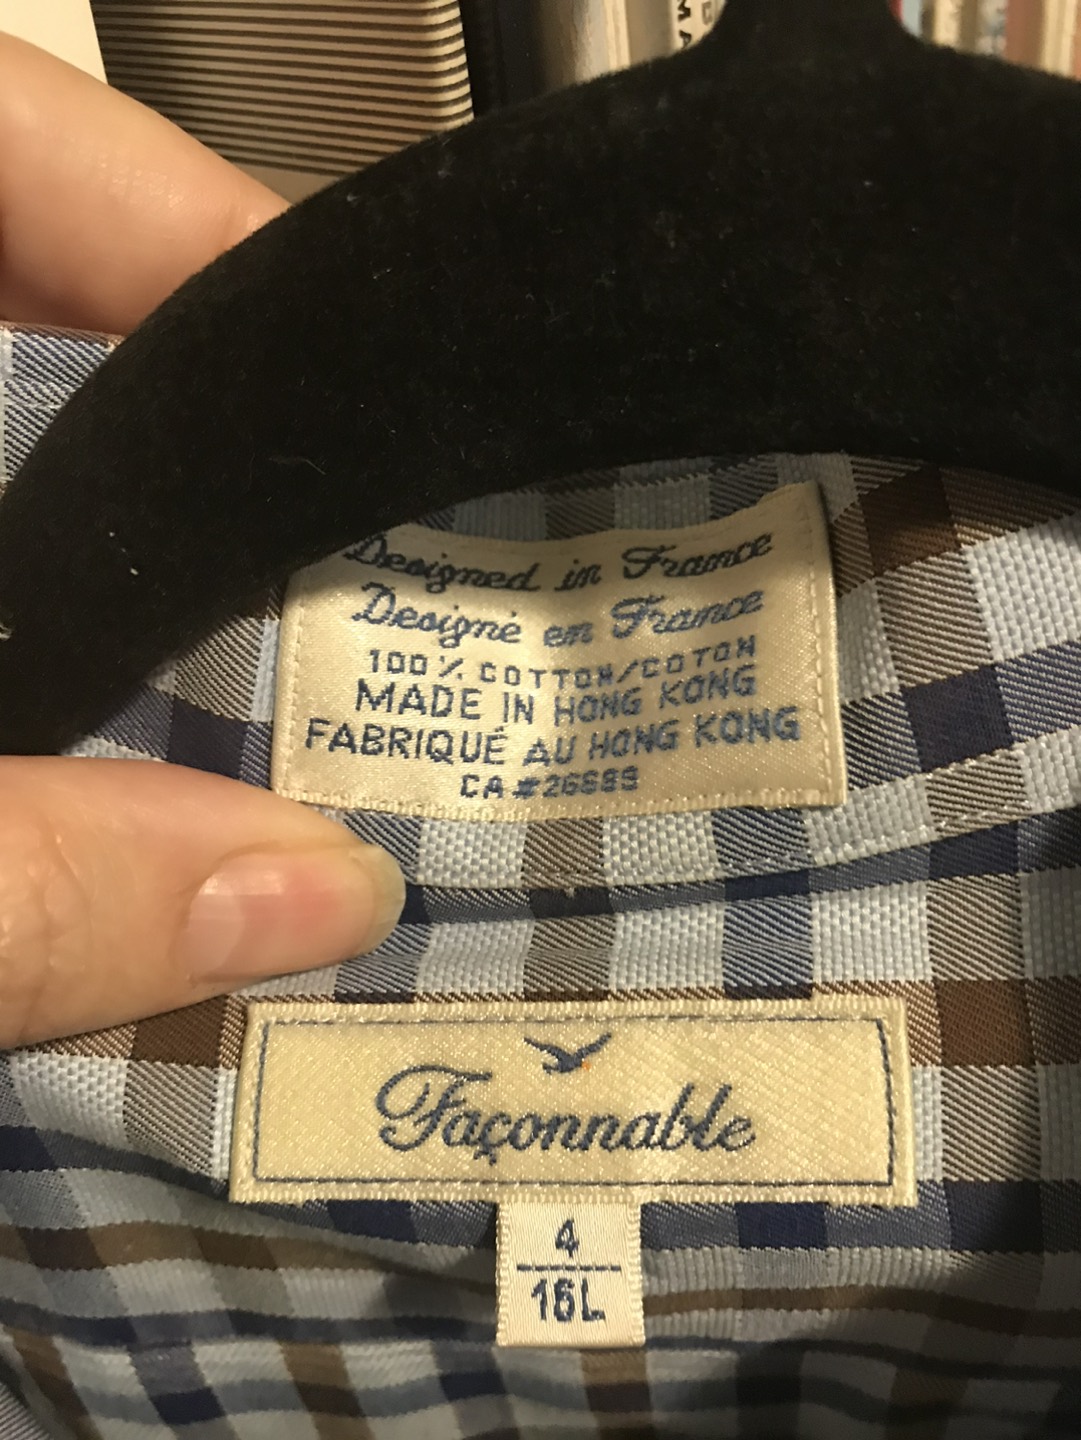 Designed in France
Designé en France
100% COTTON/COTON
MADE IN HONG KONG
FABRIQUÉ AU HONG KONG
CA#26889
Façonnable
4
16L